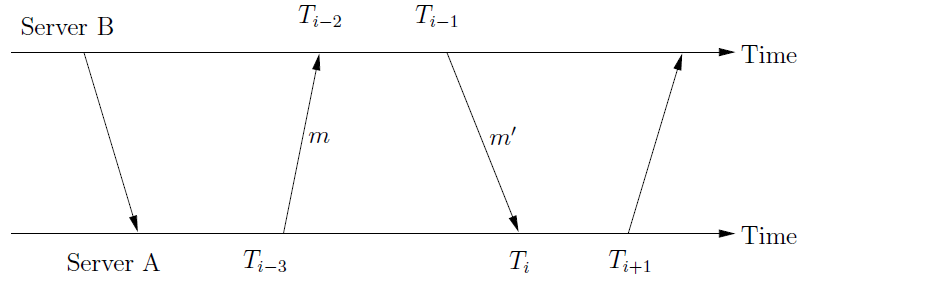 Server B
T_{i-2}
T_{i-1}
Time
m
m′
Time
Server A
T_{i-3}
T_i
T_{i+1}